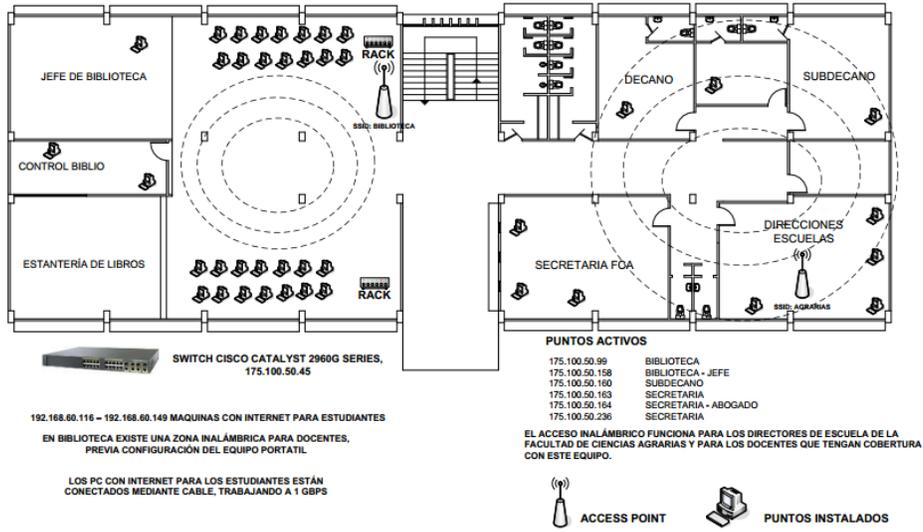 JEFE DE BIBLIOTECA
RACK
SSID: BIBLIOTECA
DECANO
SUBDECANO
CONTROL BIBLIO
ESTANTERÍA DE LIBROS
RACK
SECRETARIA FCA
DIRECCIONES
ESCUELAS
SSID: AGRARIAS
SWITCH CISCO CATALYST 2960G SERIES,
175.100.50.45
192.168.60.116 – 192.168.60.149 MAQUINAS CON INTERNET PARA ESTUDIANTES
EN BIBLIOTECA EXISTE UNA ZONA INALÁMBRICA PARA DOCENTES,
PREVIA CONFIGURACIÓN DEL EQUIPO PORTATIL
LOS PC CON INTERNET PARA LOS ESTUDIANTES ESTÁN
CONECTADOS MEDIANTE CABLE, TRABAJANDO A 1 GBPS
PUNTOS ACTIVOS
175.100.50.99 BIBLIOTECA
175.100.50.158 BIBLIOTECA - JEFE
175.100.50.160 SUBDECANO
175.100.50.163 SECRETARIA
175.100.50.164 SECRETARIA - ABOGADO
175.100.50.236 SECRETARIA
EL ACCESO INALÁMBRICO FUNCIONA PARA LOS DIRECTORES DE ESCUELA DE LA
FACULTAD DE CIENCIAS AGRARIAS Y PARA LOS DOCENTES QUE TENGAN COBERTURA
CON ESTE EQUIPO.
ACCESS POINT
PUNTOS INSTALADOS